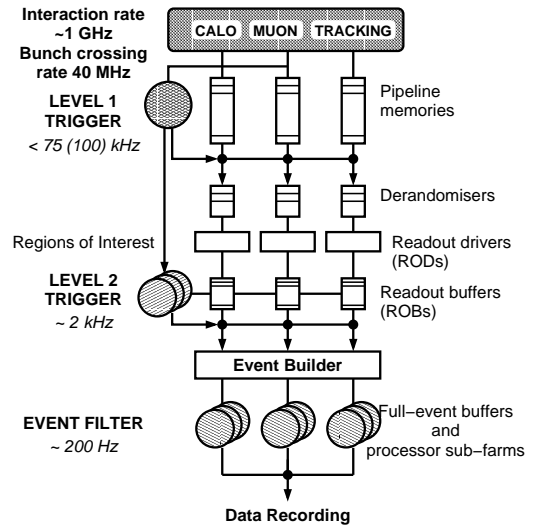 Interaction rate
~1 GHz
Bunch crossing
rate 40 MHz
CALO MUON TRACKING
LEVEL 1
TRIGGER
< 75 (100) kHz
Pipeline
memories
Derandomisers
Regions of Interest
Readout drivers
(RODs)
LEVEL 2
TRIGGER
~ 2 kHz
Readout buffers
(ROBs)
Event Builder
EVENT FILTER
~ 200 Hz
Full−event buffers
and
processor sub−farms
Data Recording